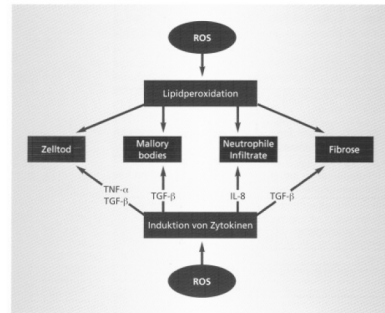 ROS
Lipidperoxidation
Zelltod
Mallory
bodies
Neutrophile
Infiltrate
Fibrose
TNF-α
TGF-β
TGF-β
IL-8
TGF-β
Induktion von Zytokinen
ROS